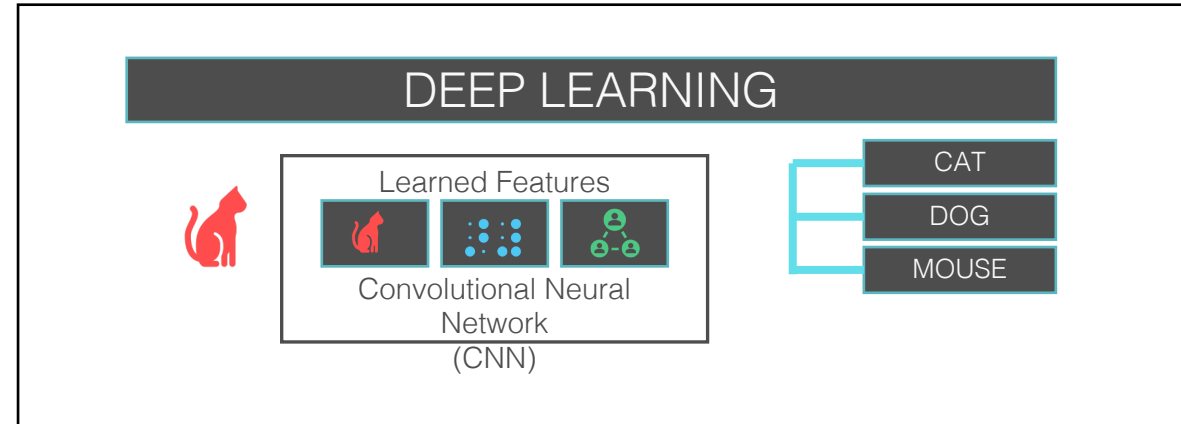 DEEP LEARNING
Learned Features
Convolutional Neural
Network
(CNN)
CAT
DOG
MOUSE